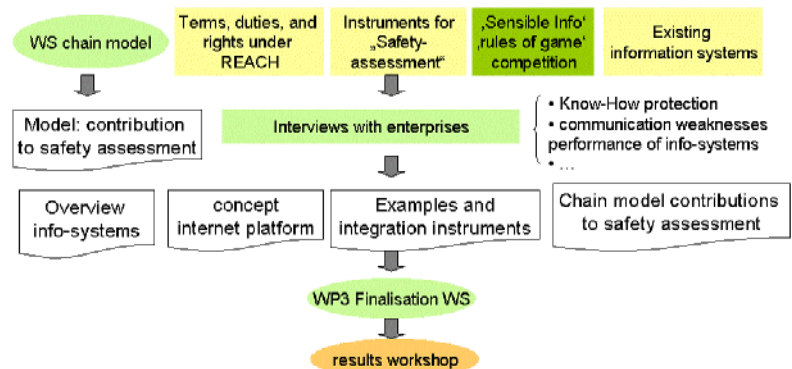 WS chain model
Terms, duties, and
rights under
REACH
Instruments for
„Safety-
assessment“
‚Sensible Info‘
‚rules of game‘
competition
Existing
information systems
Model: contribution
to safety assessment
Interviews with enterprises
• Know-How protection
• communication weaknesses
performance of info-systems
• ...
Overview
info-systems
concept
internet platform
Examples and
integration instruments
Chain model contributions
to safety assessment
WP3 Finalisation WS
results workshop